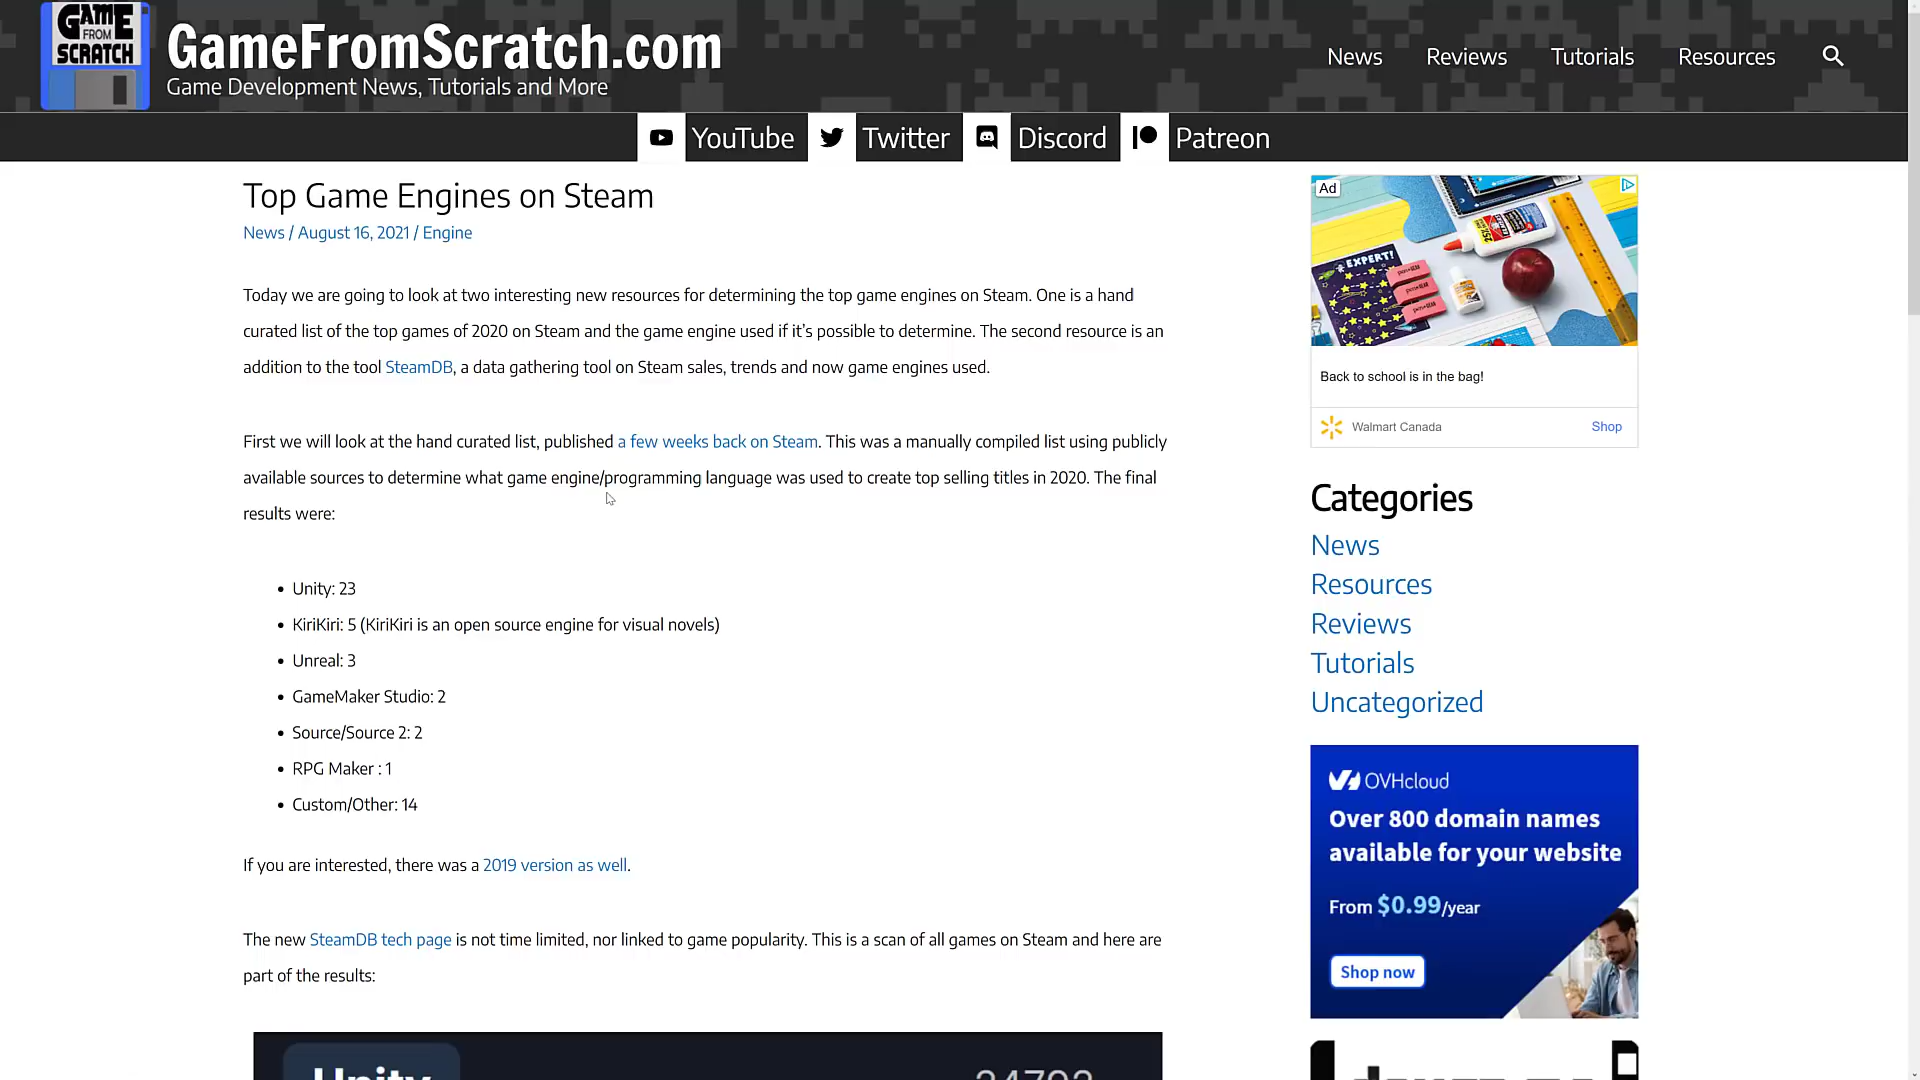 GAME
FROM
SCRATCH
GameFromScratch.com
Game Development News, Tutorials and More
News
Reviews
Tutorials
Resources
YouTube
Twitter
Discord
Patreon
Top Game Engines on Steam
News / August 16, 2021 / Engine
Today we are going to look at two interesting new resources for determining the top game engines on Steam. One is a hand
curated list of the top games of 2020 on Steam and the game engine used if it's possible to determine. The second resource is an
addition to the tool SteamDB, a data gathering tool on Steam sales, trends and now game engines used.
First we will look at the hand curated list, published a few weeks back on Steam. This was a manually compiled list using publicly
available sources to determine what game engine/programming language was used to create top selling titles in 2020. The final
results were:
• Unity: 23
• KiriKiri: 5 (KiriKiri is an open source engine for visual novels)
• Unreal: 3
• GameMaker Studio: 2
• Source/Source 2: 2
• RPG Maker : 1
• Custom/Other: 14
If you are interested, there was a 2019 version as well.
The new SteamDB tech page is not time limited, nor linked to game popularity. This is a scan of all games on Steam and here are
part of the results:
Unity
Ad
EXPERT!
Back to school is in the bag!
Walmart Canada
Shop
Categories
News
Resources
Reviews
Tutorials
Uncategorized
OVHcloud
Over 800 domain names
available for your website
From $0.99/year
Shop now